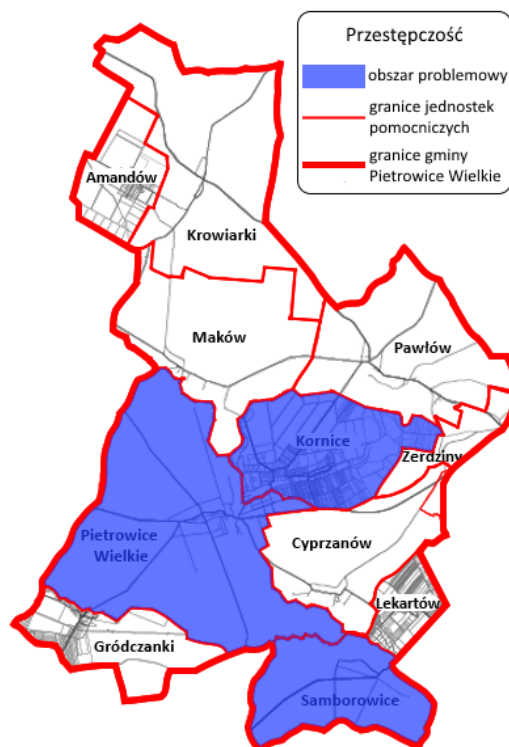 Przestępczość
obszar problemowy
granice jednostek
pomocniczych
granice gminy
Pietrowice Wielkie
Amandów
Krowiarki
Maków
Pawłów
Kornice
Żerdziny
Pietrowice
Wielkie
Cyprzanów
Lekartów
Gródczanki
Samborowice